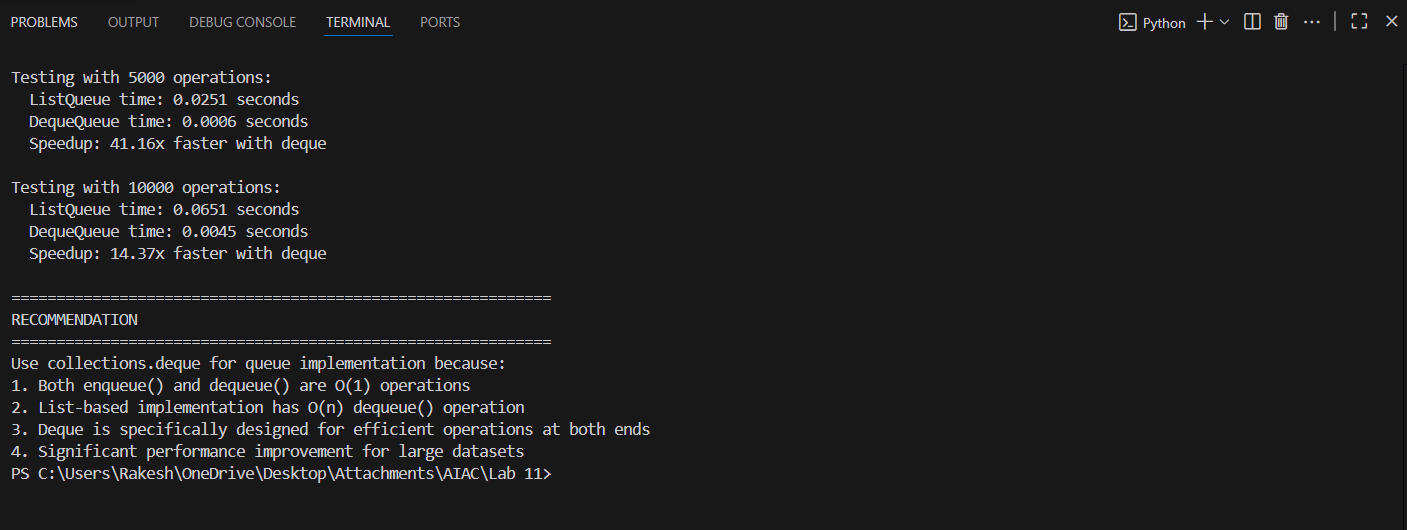 PROBLEMS OUTPUT DEBUG CONSOLE TERMINAL PORTS Python
Testing with 5000 operations:
  ListQueue time: 0.0251 seconds
  DequeQueue time: 0.0006 seconds
  Speedup: 41.16x faster with deque
Testing with 10000 operations:
  ListQueue time: 0.0651 seconds
  DequeQueue time: 0.0045 seconds
  Speedup: 14.37x faster with deque
============================================================
RECOMMENDATION
============================================================
Use collections.deque for queue implementation because:
1. Both enqueue() and dequeue() are O(1) operations
2. List-based implementation has O(n) dequeue() operation
3. Deque is specifically designed for efficient operations at both ends
4. Significant performance improvement for large datasets
PS C:\Users\Rakesh\OneDrive\Desktop\Attachments\AIAC\Lab 11>